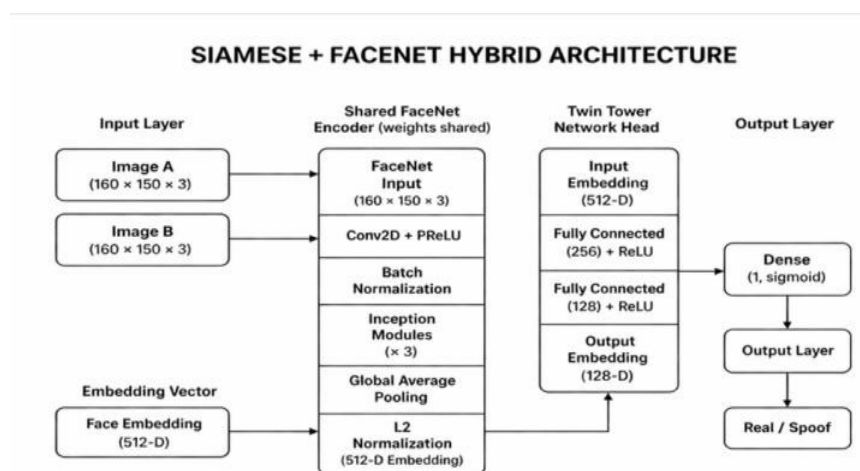 SIAMESE + FACENET HYBRID ARCHITECTURE
Input Layer
Image A
(160 × 150 × 3)
Image B
(160 × 150 × 3)
Embedding Vector
Face Embedding
(512-D)
Shared FaceNet
Encoder (weights shared)
FaceNet
Input
(160 × 150 × 3)
Conv2D + PReLU
Batch
Normalization
Inception
Modules
(× 3)
Global Average
Pooling
L2
Normalization
(512-D Embedding)
Twin Tower
Network Head
Input
Embedding
(512-D)
Fully Connected
(256) + ReLU
Fully Connected
(128) + ReLU
Output
Embedding
(128-D)
Output Layer
Dense
(1, sigmoid)
Output Layer
Real / Spoof